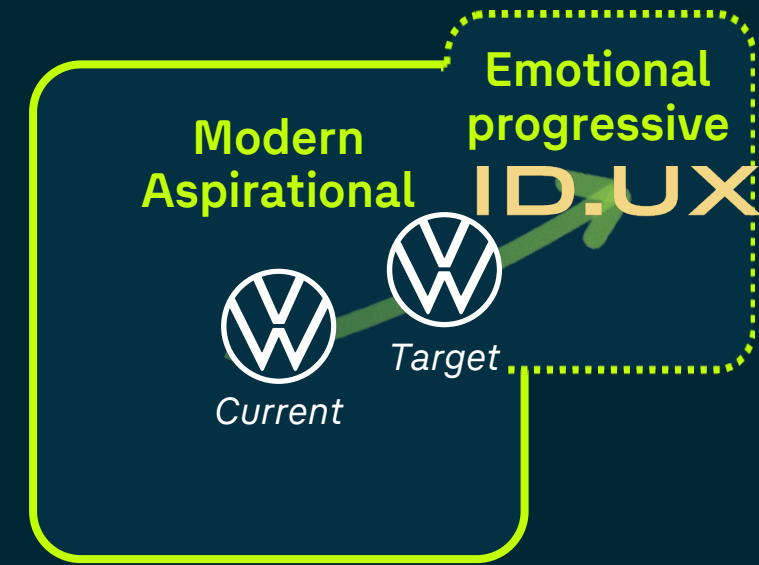 Emotional
progressive
ID.UX
Modern
Aspirational
Target
Current